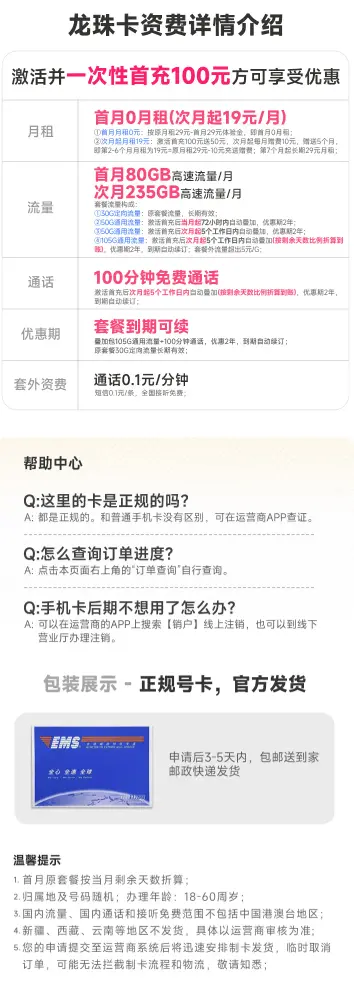 龙珠卡资费详情介绍
激活并一次性首充100元方可享受优惠
月租
首月0月租(次月起19元/月)
①首月月租0元：按原月租29元-首月29元体验金，即首月0月租；
②次月起月租19元：激活首充100元送50元，次月起每月赠费10元，赠送5个月，
即第2-6个月月租为19元=原月租29元-10元充送赠费；第7个月起长期29元月租；
流量
首月80GB高速流量/月
次月235GB高速流量/月
套餐流量构成：
①30G定向流量：原套餐流量，长期有效；
②50G通用流量：激活首充后当月起72小时内自动叠加，优惠期2年；
③50G通用流量：激活首充后次月起5个工作日内自动叠加，优惠期2年；
④105G通用流量：激活首充后次月起5个工作日内自动叠加(按剩余天数比例折算到
账)，优惠期2年，到期自动续订；套餐外流量超出5元/G；
通话
100分钟免费通话
激活首充后次月起5个工作日内自动叠加(按剩余天数比例折算到账)，优惠期2年，
到期自动续订；
优惠期
套餐到期可续
叠加包105G通用流量+100分钟通话，优惠2年，到期自动续订；
原套餐30G定向流量长期有效；
套外资费
通话0.1元/分钟
短信0.1元/条，全国接听免费；
帮助中心
Q:这里的卡是正规的吗？
A: 都是正规的。和普通手机卡没有区别，可在运营商APP查证。
Q:怎么查询订单进度？
A: 点击本页面右上角的“订单查询”自行查询。
Q:手机卡后期不想用了怎么办？
A: 可以在运营商的APP上搜索【销户】线上注销，也可以到线下
营业厅办理注销。
包装展示 - 正规号卡，官方发货
EMS
全心 全速 全球
申请后3-5天内，包邮送到家
邮政快递发货
温馨提示
1. 首月原套餐按当月剩余天数折算；
2. 归属地及号码随机；办理年龄：18-60周岁；
3. 国内流量、国内通话和接听免费范围不包括中国港澳台地区；
4. 新疆、西藏、云南等地区不发货，具体以运营商审核为准；
5. 您的申请提交至运营商系统后将迅速安排制卡发货，临时取消
订单，可能无法拦截制卡流程和物流，敬请知悉；